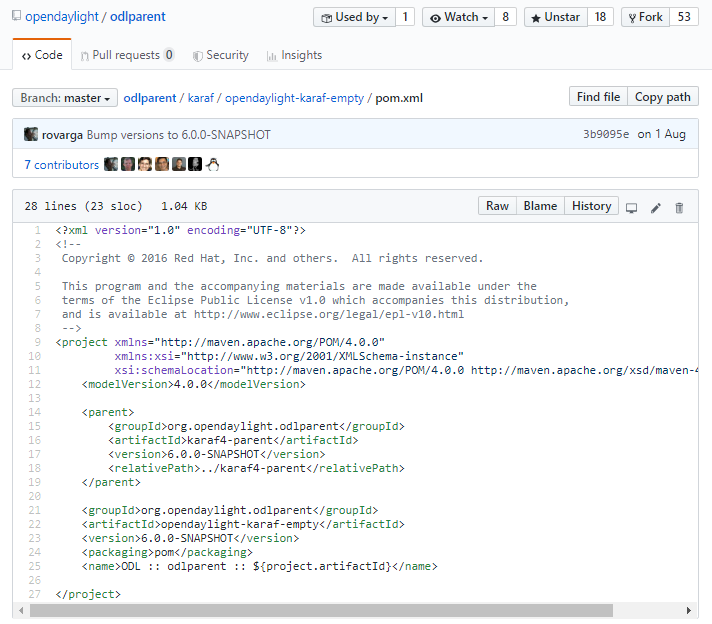 opendaylight / odlparent
Used by 1
Watch 8
Unstar 18
Fork 53
Code
Pull requests 0
Security
Insights
Branch: master
odlparent / karaf / opendaylight-karaf-empty / pom.xml
Find file Copy path
rovarga Bump versions to 6.0.0-SNAPSHOT 3b9095e on 1 Aug
7 contributors
28 lines (23 sloc) 1.04 KB
Raw Blame History
1 <?xml version="1.0" encoding="UTF-8"?>
2 <!--
3 Copyright © 2016 Red Hat, Inc. and others.  All rights reserved.
4
5 This program and the accompanying materials are made available under the
6 terms of the Eclipse Public License v1.0 which accompanies this distribution,
7 and is available at http://www.eclipse.org/legal/epl-v10.html
8 -->
9 <project xmlns="http://maven.apache.org/POM/4.0.0"
10 xmlns:xsi="http://www.w3.org/2001/XMLSchema-instance"
11 xsi:schemaLocation="http://maven.apache.org/POM/4.0.0 http://maven.apache.org/xsd/maven-4
12 <modelVersion>4.0.0</modelVersion>
13
14 <parent>
15 <groupId>org.opendaylight.odlparent</groupId>
16 <artifactId>karaf4-parent</artifactId>
17 <version>6.0.0-SNAPSHOT</version>
18 <relativePath>../karaf4-parent</relativePath>
19 </parent>
20
21 <groupId>org.opendaylight.odlparent</groupId>
22 <artifactId>opendaylight-karaf-empty</artifactId>
23 <version>6.0.0-SNAPSHOT</version>
24 <packaging>pom</packaging>
25 <name>ODL :: odlparent :: ${project.artifactId}</name>
26
27 </project>